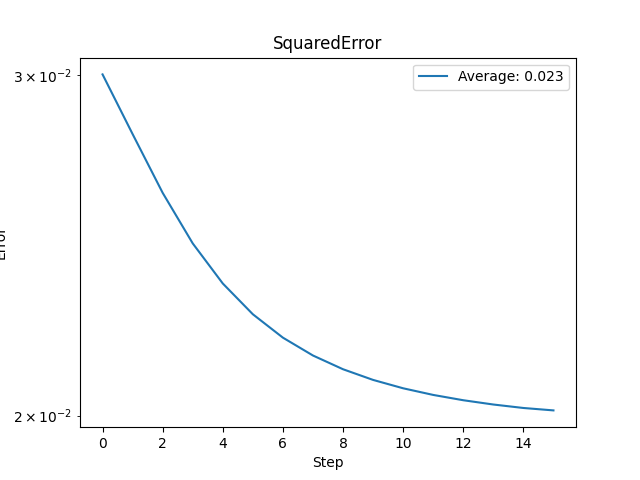 SquaredError
3 × 10⁻²
Average: 0.023
Error
2 × 10⁻²
0 2 4 6 8 10 12 14
Step